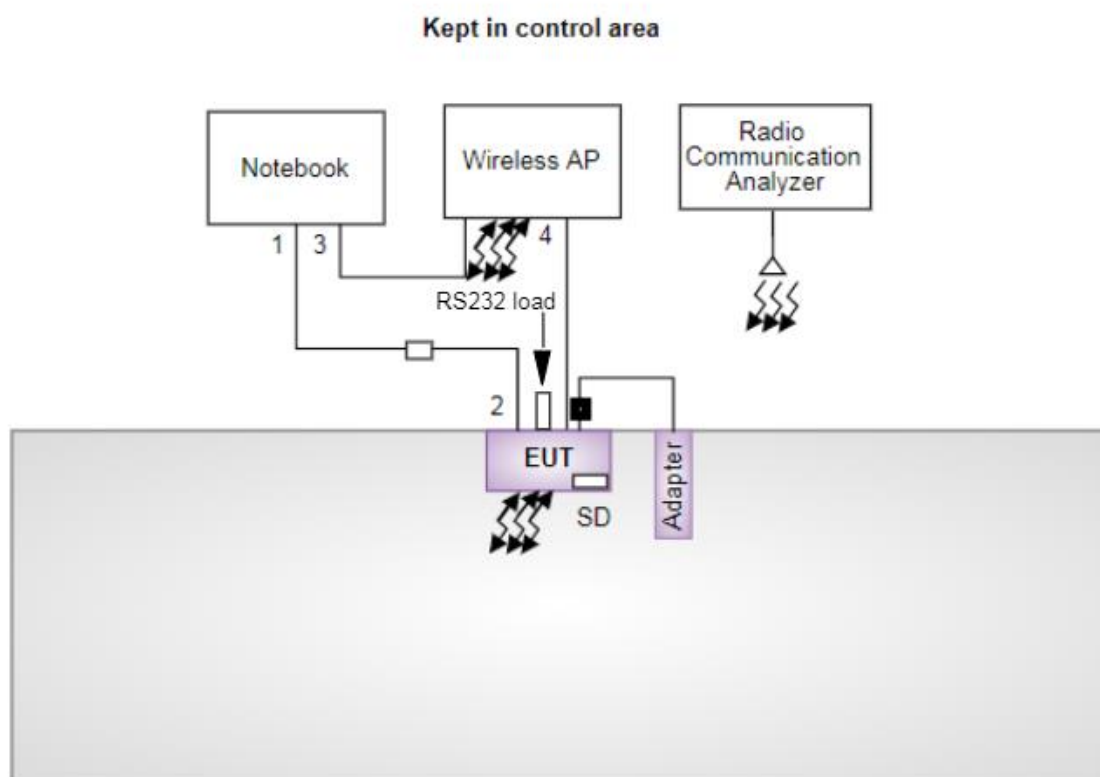 Kept in control area
Notebook
Wireless AP
Radio
Communication
Analyzer
1
3
4
RS232 load
2
EUT
SD
Adapter